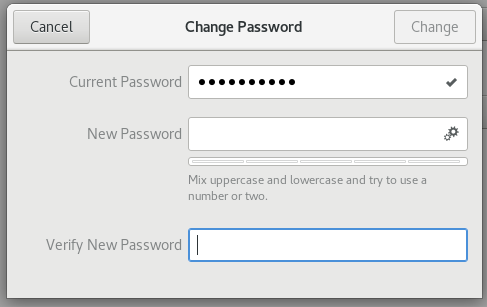 Cancel Change Password Change
Current Password ●●●●●●●●●●
New Password
Mix uppercase and lowercase and try to use a
number or two.
Verify New Password